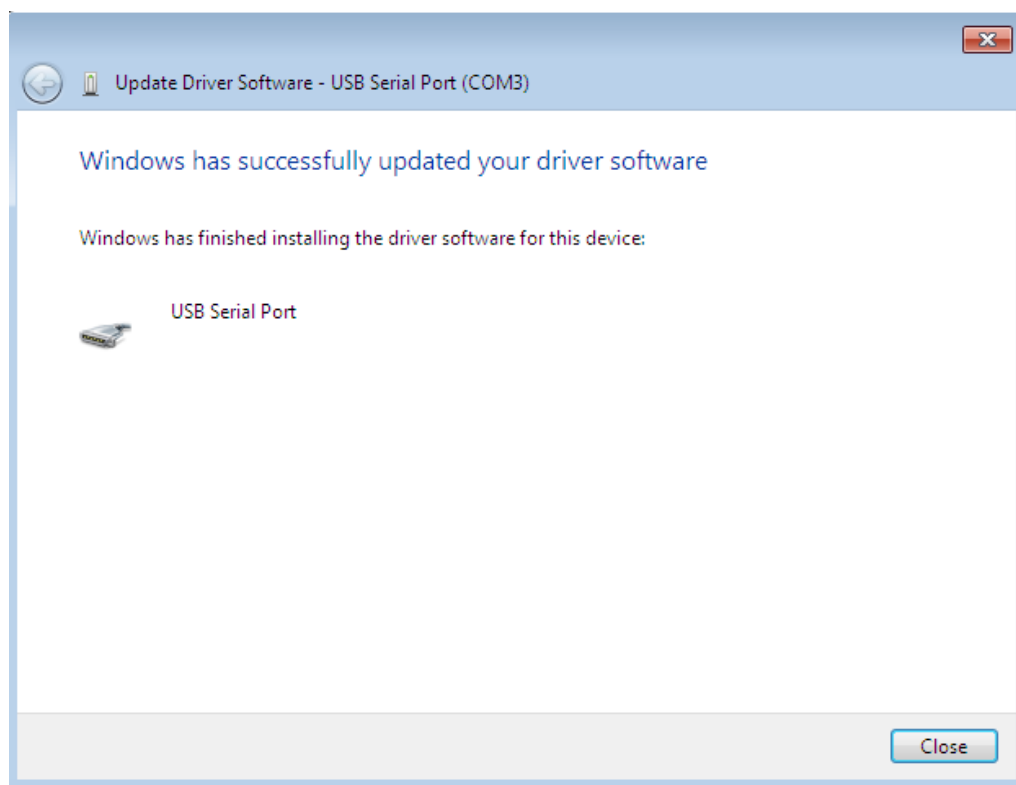 Update Driver Software - USB Serial Port (COM3)
Windows has successfully updated your driver software
Windows has finished installing the driver software for this device:
USB Serial Port
Close